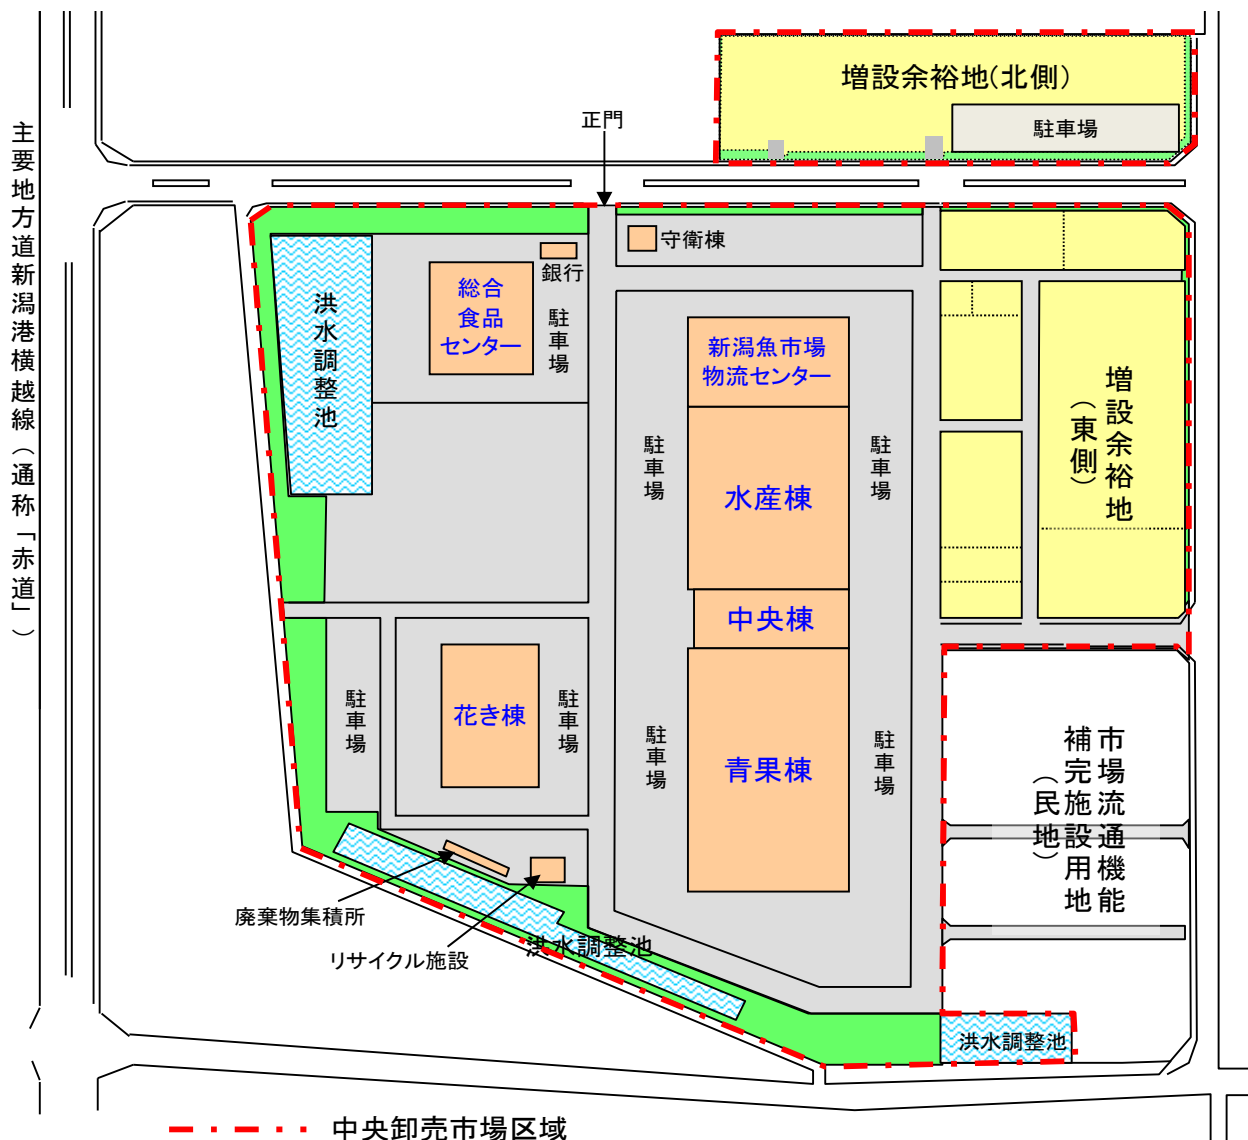 増設余裕地(北側)
駐車場
正門
主要地方道新潟港横越線（通称「赤道」）
守衛棟
銀行
総合
食品
センター
駐車場
洪水調整池
新潟魚市場
物流センター
駐車場
駐車場
水産棟
増設余裕地
（東側）
中央棟
花き棟
駐車場
駐車場
駐車場
駐車場
青果棟
市場流通機能
補完施設用地
（民地）
廃棄物集積所
リサイクル施設
洪水調整池
洪水調整池
中央卸売市場区域